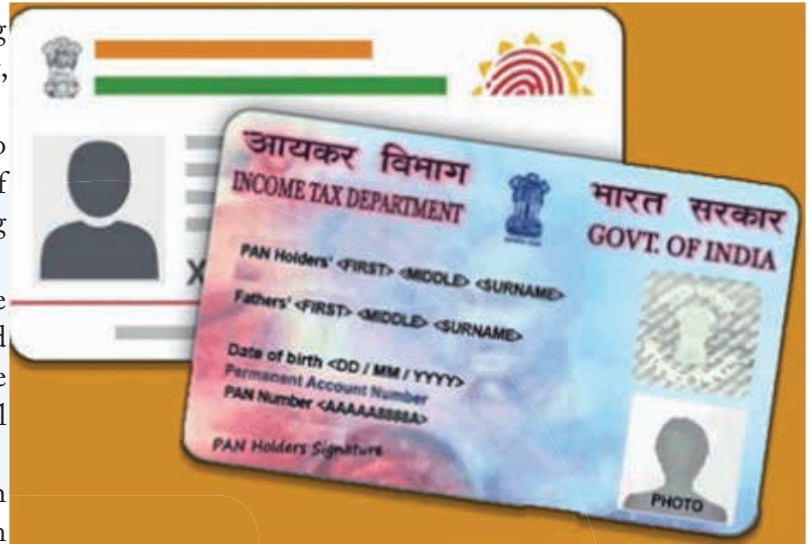 आयकर विभाग
INCOME TAX DEPARTMENT
भारत सरकार
GOVT. OF INDIA
PAN Holders' <FIRST> <MIDDLE> <SURNAME>
Fathers' <FIRST> <MIDDLE> <SURNAME>
Date of birth <DD / MM / YYYY>
Permanent Account Number
PAN Number <AAAAA8888A>
PAN Holders Signature
PHOTO
X